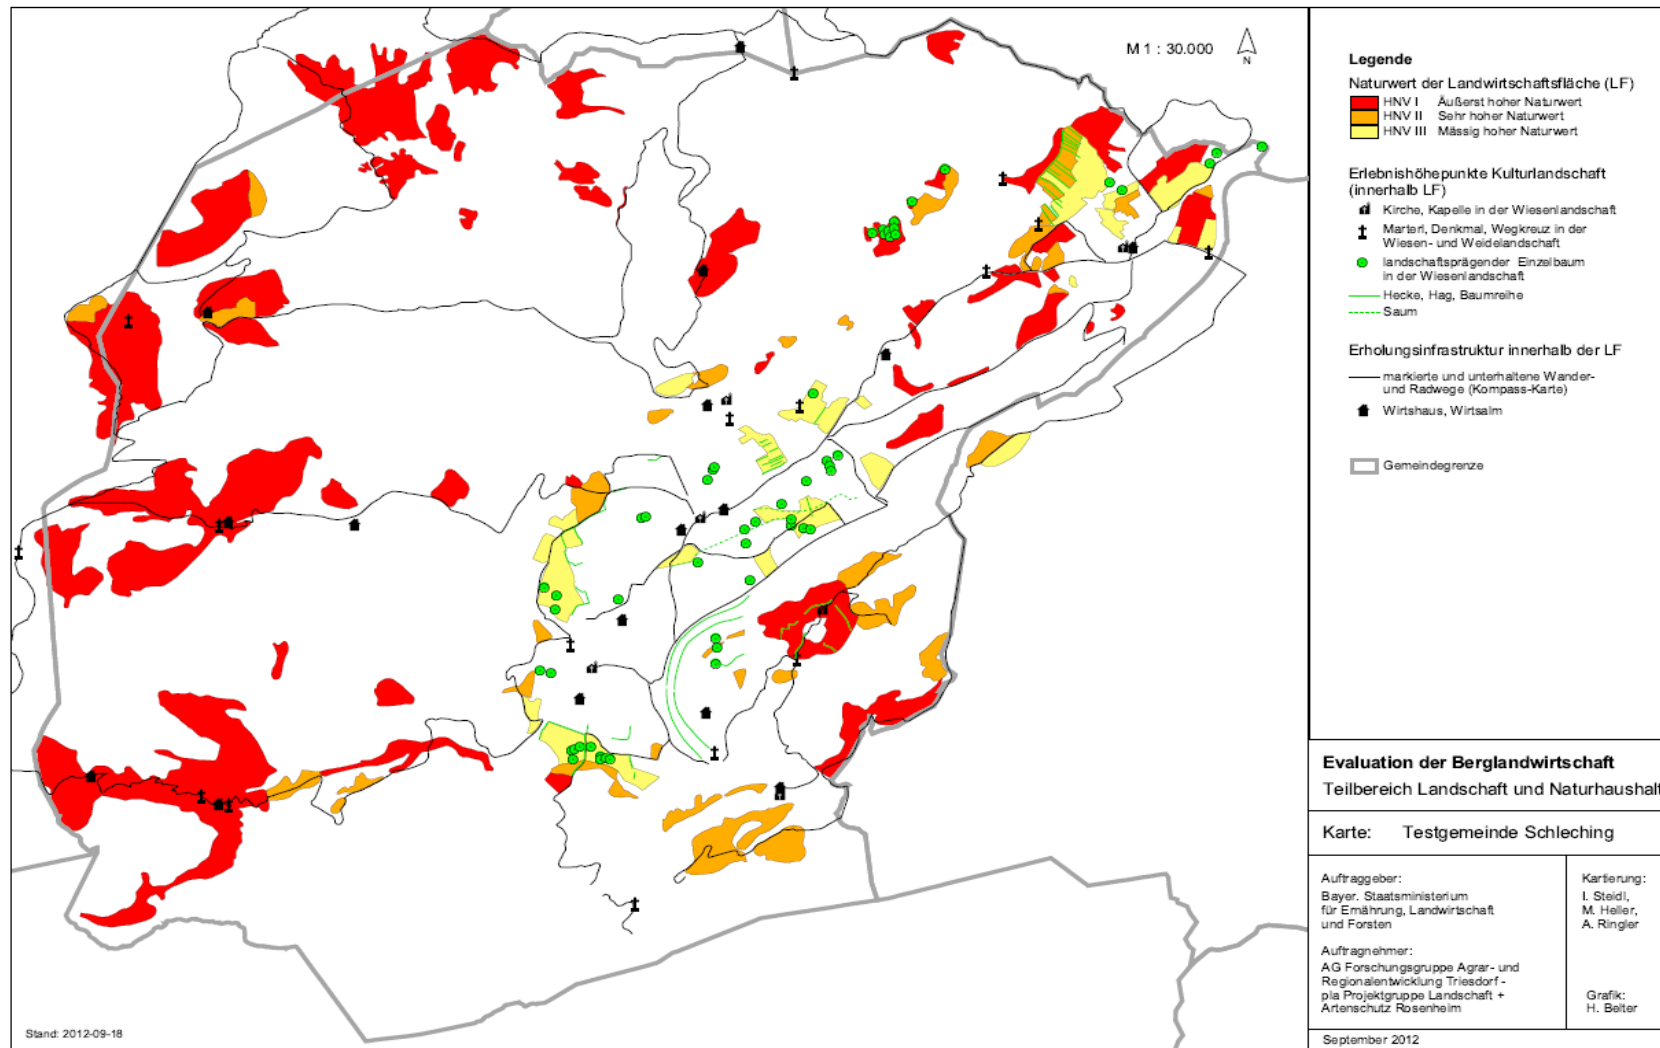 M 1 : 30.000
N
Legende
Naturwert der Landwirtschaftsfläche (LF)
HNV I Äußerst hoher Naturwert
HNV II Sehr hoher Naturwert
HNV III Mässig hoher Naturwert
Erlebnishöhepunkte Kulturlandschaft
(innerhalb LF)
Kirche, Kapelle in der Wiesenlandschaft
Marterl, Denkmal, Wegkreuz in der
Wiesen- und Weidelandschaft
landschaftsprägender Einzelbaum
in der Wiesenlandschaft
Hecke, Hag, Baumreihe
Saum
Erholungsinfrastruktur innerhalb der LF
markierte und unterhaltene Wander-
und Radwege (Kompass-Karte)
Wirtshaus, Wirtsalm
Gemeindegrenze
Evaluation der Berglandwirtschaft
Teilbereich Landschaft und Naturhaushalt
Karte: Testgemeinde Schleching
Auftraggeber:
Bayer. Staatsministerium
für Ernährung, Landwirtschaft
und Forsten
Auftragnehmer:
AG Forschungsgruppe Agrar- und
Regionalentwicklung Triesdorf -
pla Projektgruppe Landschaft +
Artenschutz Rosenheim
Kartierung:
I. Steidl,
M. Heller,
A. Ringler
Grafik:
H. Beiter
September 2012
Stand: 2012-09-18